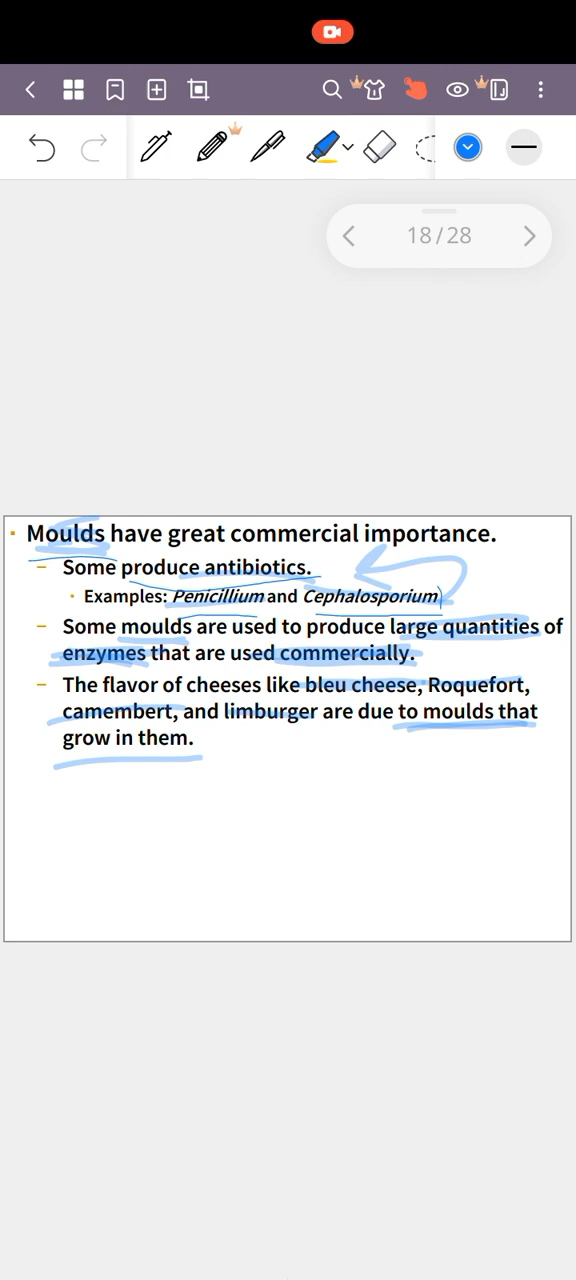 18 / 28
Moulds have great commercial importance.
– Some produce antibiotics.
Examples: Penicillium and Cephalosporium
– Some moulds are used to produce large quantities of
enzymes that are used commercially.
– The flavor of cheeses like bleu cheese, Roquefort,
camembert, and limburger are due to moulds that
grow in them.